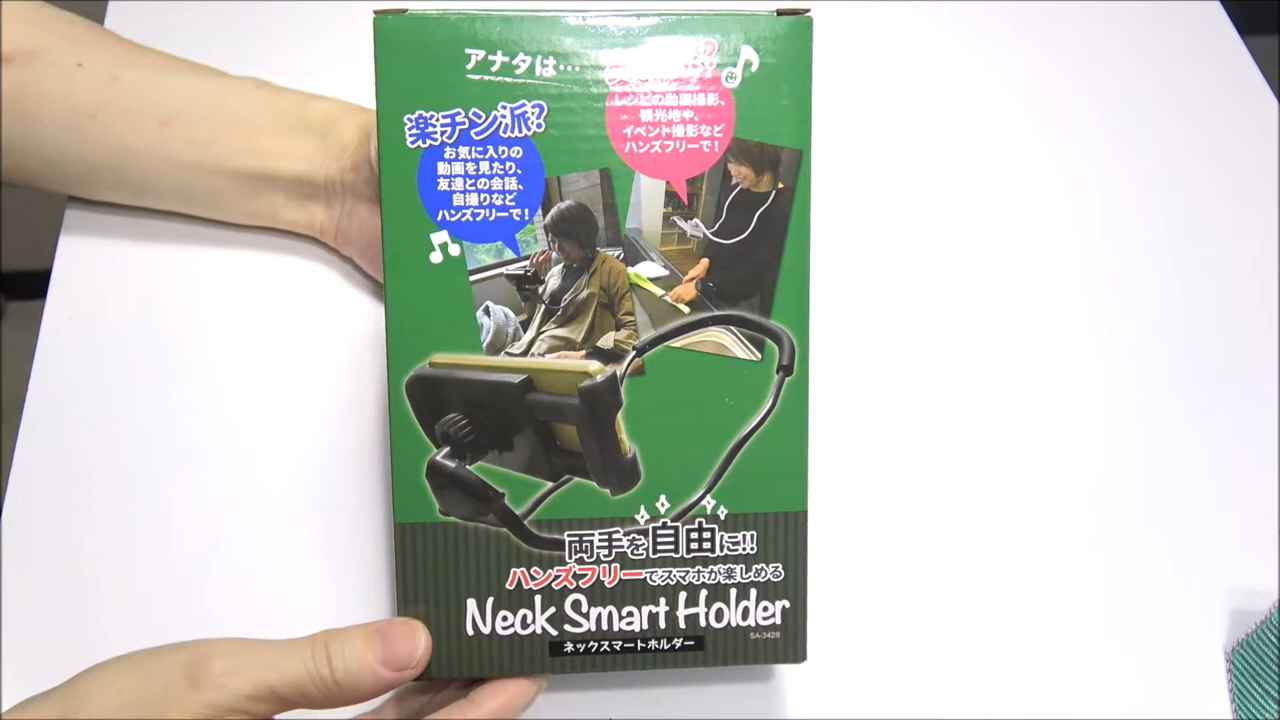 アナタは…
楽チン派?
お気に入りの
動画を見たり、
友達との会話、
自撮りなど
ハンズフリーで!
レシピの動画撮影、
観光地や、
イベント撮影など
ハンズフリーで!
両手を自由に!!
ハンズフリーでスマホが楽しめる
Neck Smart Holder
SA-3428
ネックスマートホルダー